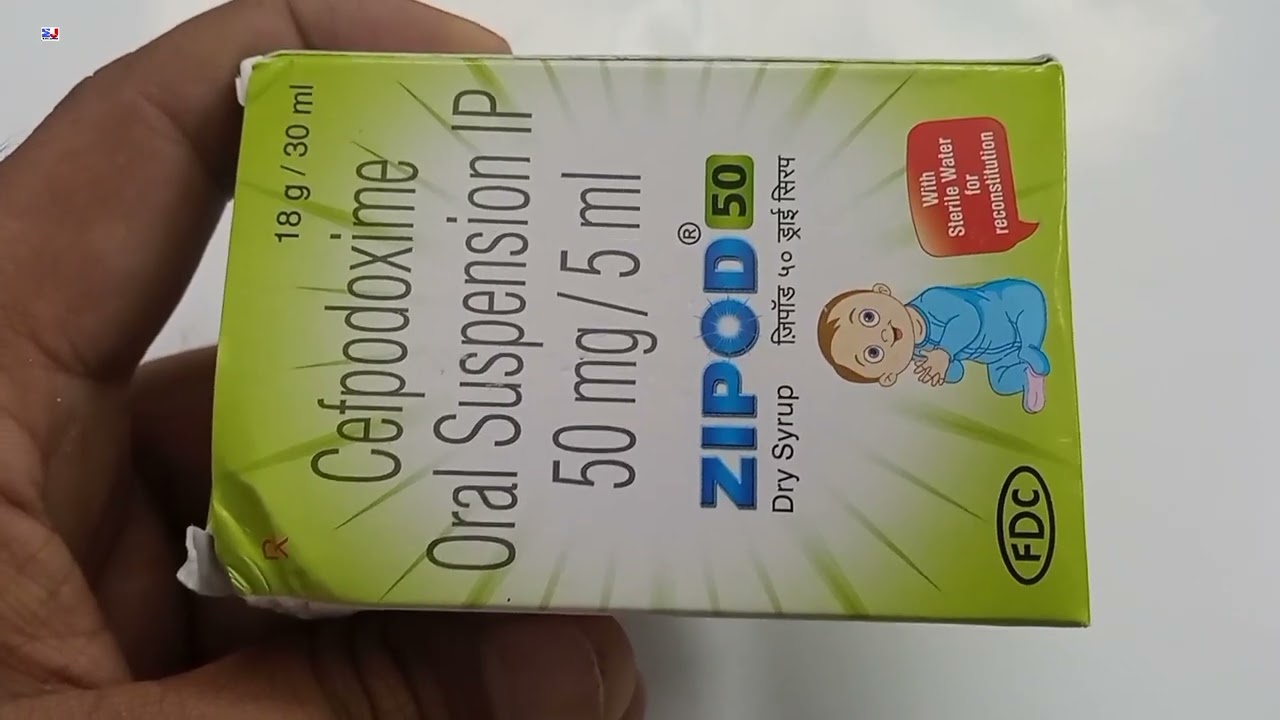 SJ
18 g / 30 ml
℞
Cefpodoxime
Oral Suspension IP
50 mg / 5 ml
ZIPOD® 50
Dry Syrup ज़िपॉड ५० ड्राई सिरप
With
Sterile Water
for
reconstitution
FDC